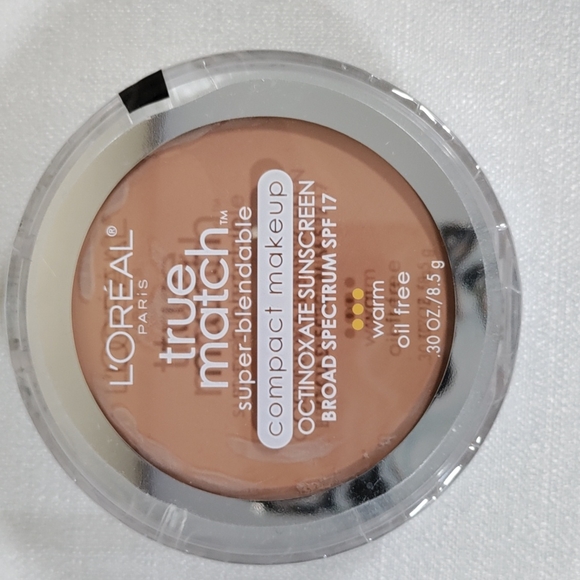 L'ORÉAL®
PARIS
true
match™
super-blendable
compact makeup
OCTINOXATE SUNSCREEN
BROAD SPECTRUM SPF 17
warm
oil free
.30 OZ./8.5 g